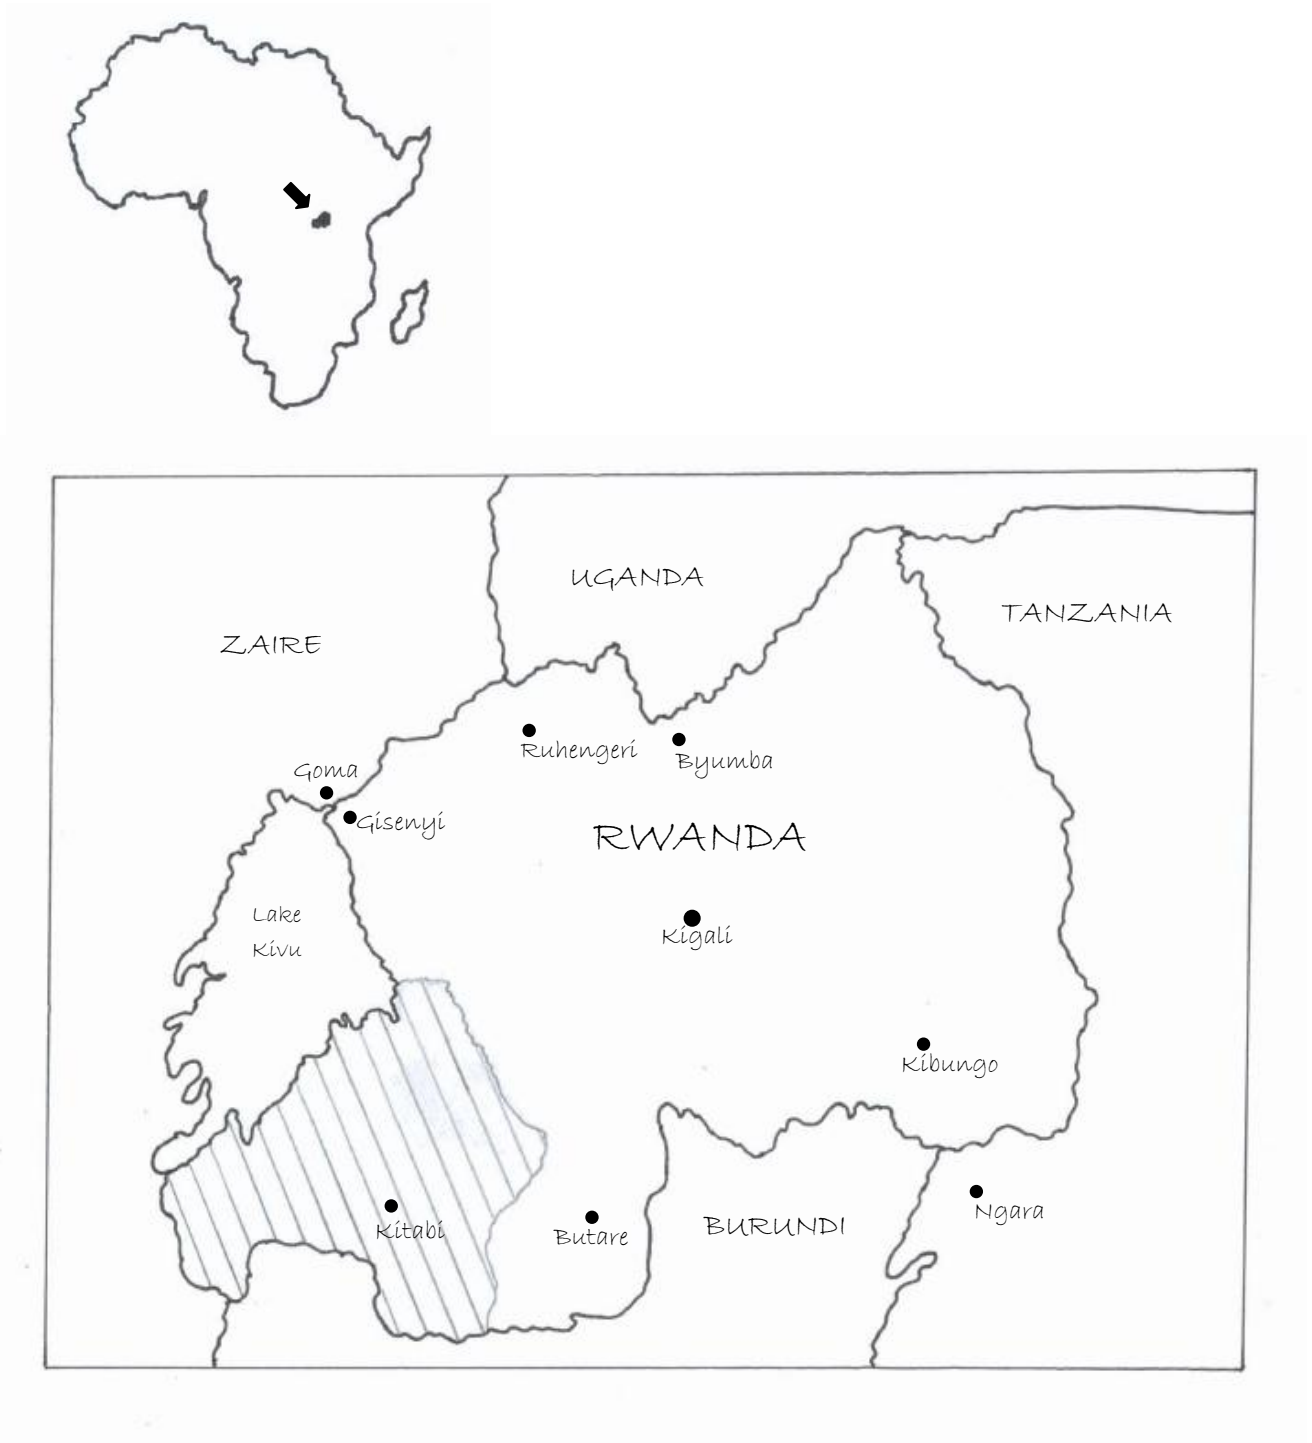 UGANDA
TANZANIA
ZAIRE
Ruhengeri
Byumba
Goma
Gisenyi
RWANDA
Lake
Kivu
Kigali
Kibungo
Kitabi
Butare
BURUNDI
Ngara